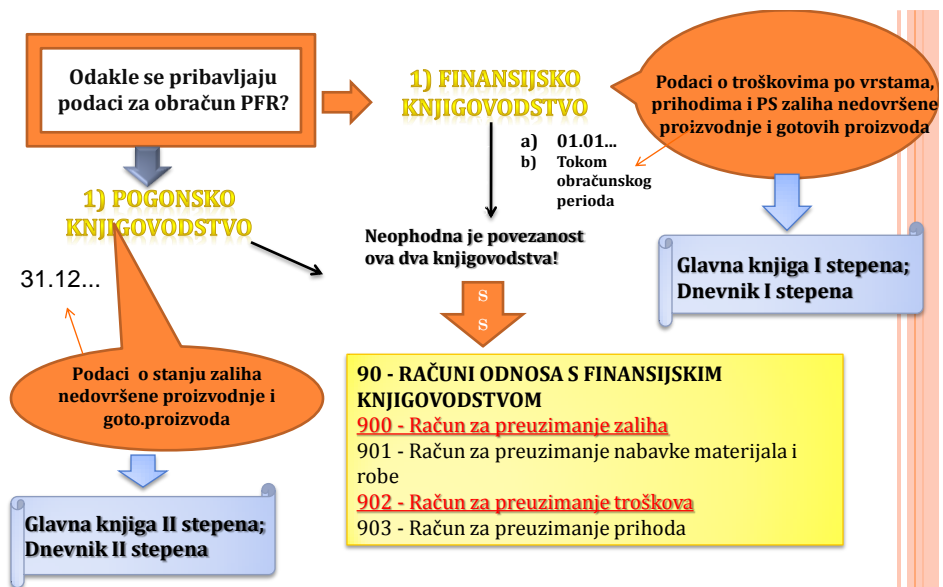 Odakle se pribavljaju
podaci za obračun PFR?
1) FINANSIJSKO
KNJIGOVODSTVO
Podaci o troškovima po vrstama,
prihodima i PS zaliha nedovršene
proizvodnje i gotovih proizvoda
a) 01.01...
b) Tokom
obračunskog
perioda
1) POGONSKO
KNJIGOVODSTVO
Neophodna je povezanost
ova dva knjigovodstva!
Glavna knjiga I stepena;
Dnevnik I stepena
31.12...
S
S
Podaci o stanju zaliha
nedovršene proizvodnje i
goto.proizvoda
90 - RAČUNI ODNOSA S FINANSIJSKIM
KNJIGOVODSTVOM
900 - Račun za preuzimanje zaliha
901 - Račun za preuzimanje nabavke materijala i
robe
902 - Račun za preuzimanje troškova
903 - Račun za preuzimanje prihoda
Glavna knjiga II stepena;
Dnevnik II stepena